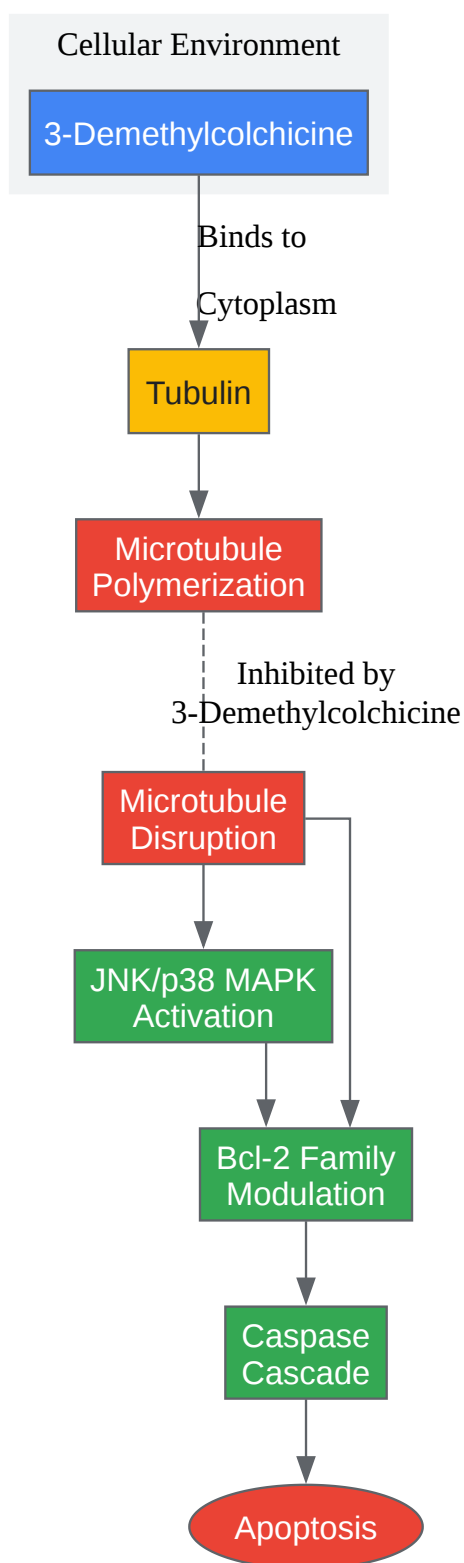 Cellular Environment
3-Demethylcolchicine
Binds to
Cytoplasm
Tubulin
Microtubule
Polymerization
Inhibited by
3-Demethylcolchicine
Microtubule
Disruption
JNK/p38 MAPK
Activation
Bcl-2 Family
Modulation
Caspase
Cascade
Apoptosis